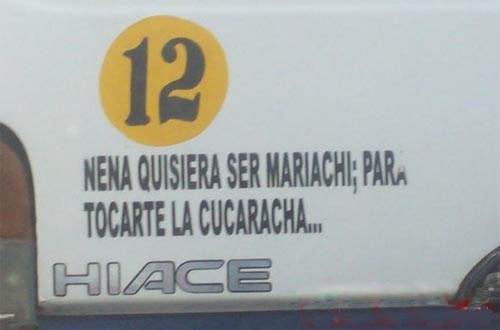 12
NENA QUISIERA SER MARIACHI; PARA
TOCARTE LA CUCARACHA...
HIACE